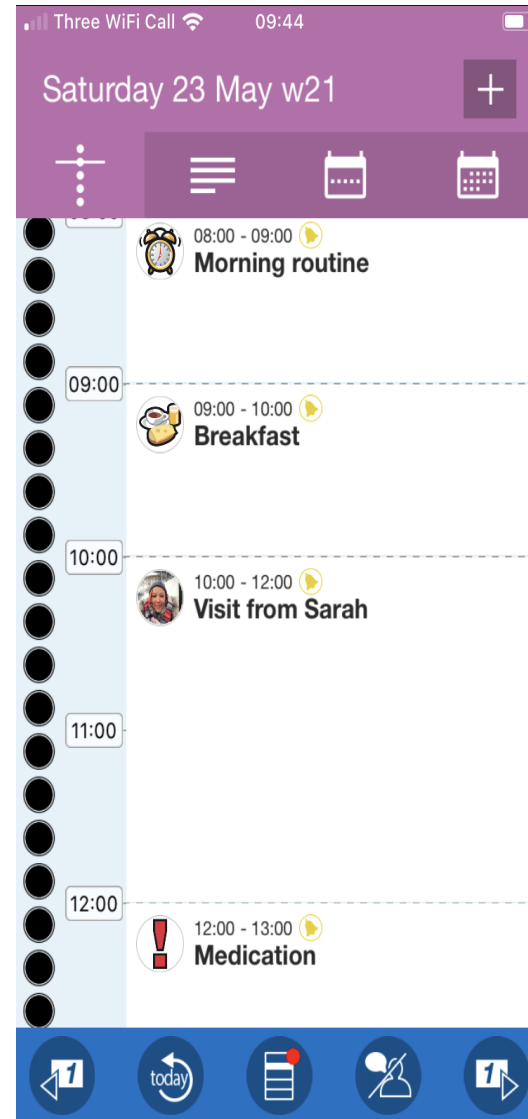 Three WiFi Call 09:44
Saturday 23 May w21
+
08:00 - 09:00
Morning routine
09:00
09:00 - 10:00
Breakfast
10:00
10:00 - 12:00
Visit from Sarah
11:00
12:00
12:00 - 13:00
Medication
1 today 1